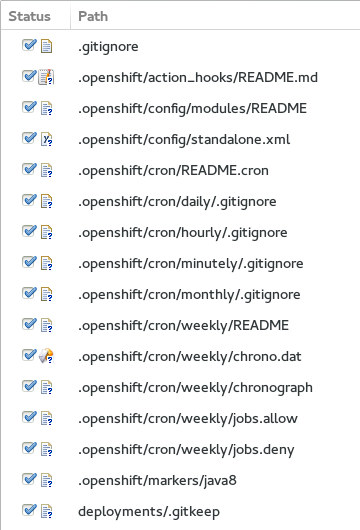 Status Path
.gitignore
.openshift/action_hooks/README.md
.openshift/config/modules/README
.openshift/config/standalone.xml
.openshift/cron/README.cron
.openshift/cron/daily/.gitignore
.openshift/cron/hourly/.gitignore
.openshift/cron/minutely/.gitignore
.openshift/cron/monthly/.gitignore
.openshift/cron/weekly/README
.openshift/cron/weekly/chrono.dat
.openshift/cron/weekly/chronograph
.openshift/cron/weekly/jobs.allow
.openshift/cron/weekly/jobs.deny
.openshift/markers/java8
deployments/.gitkeep